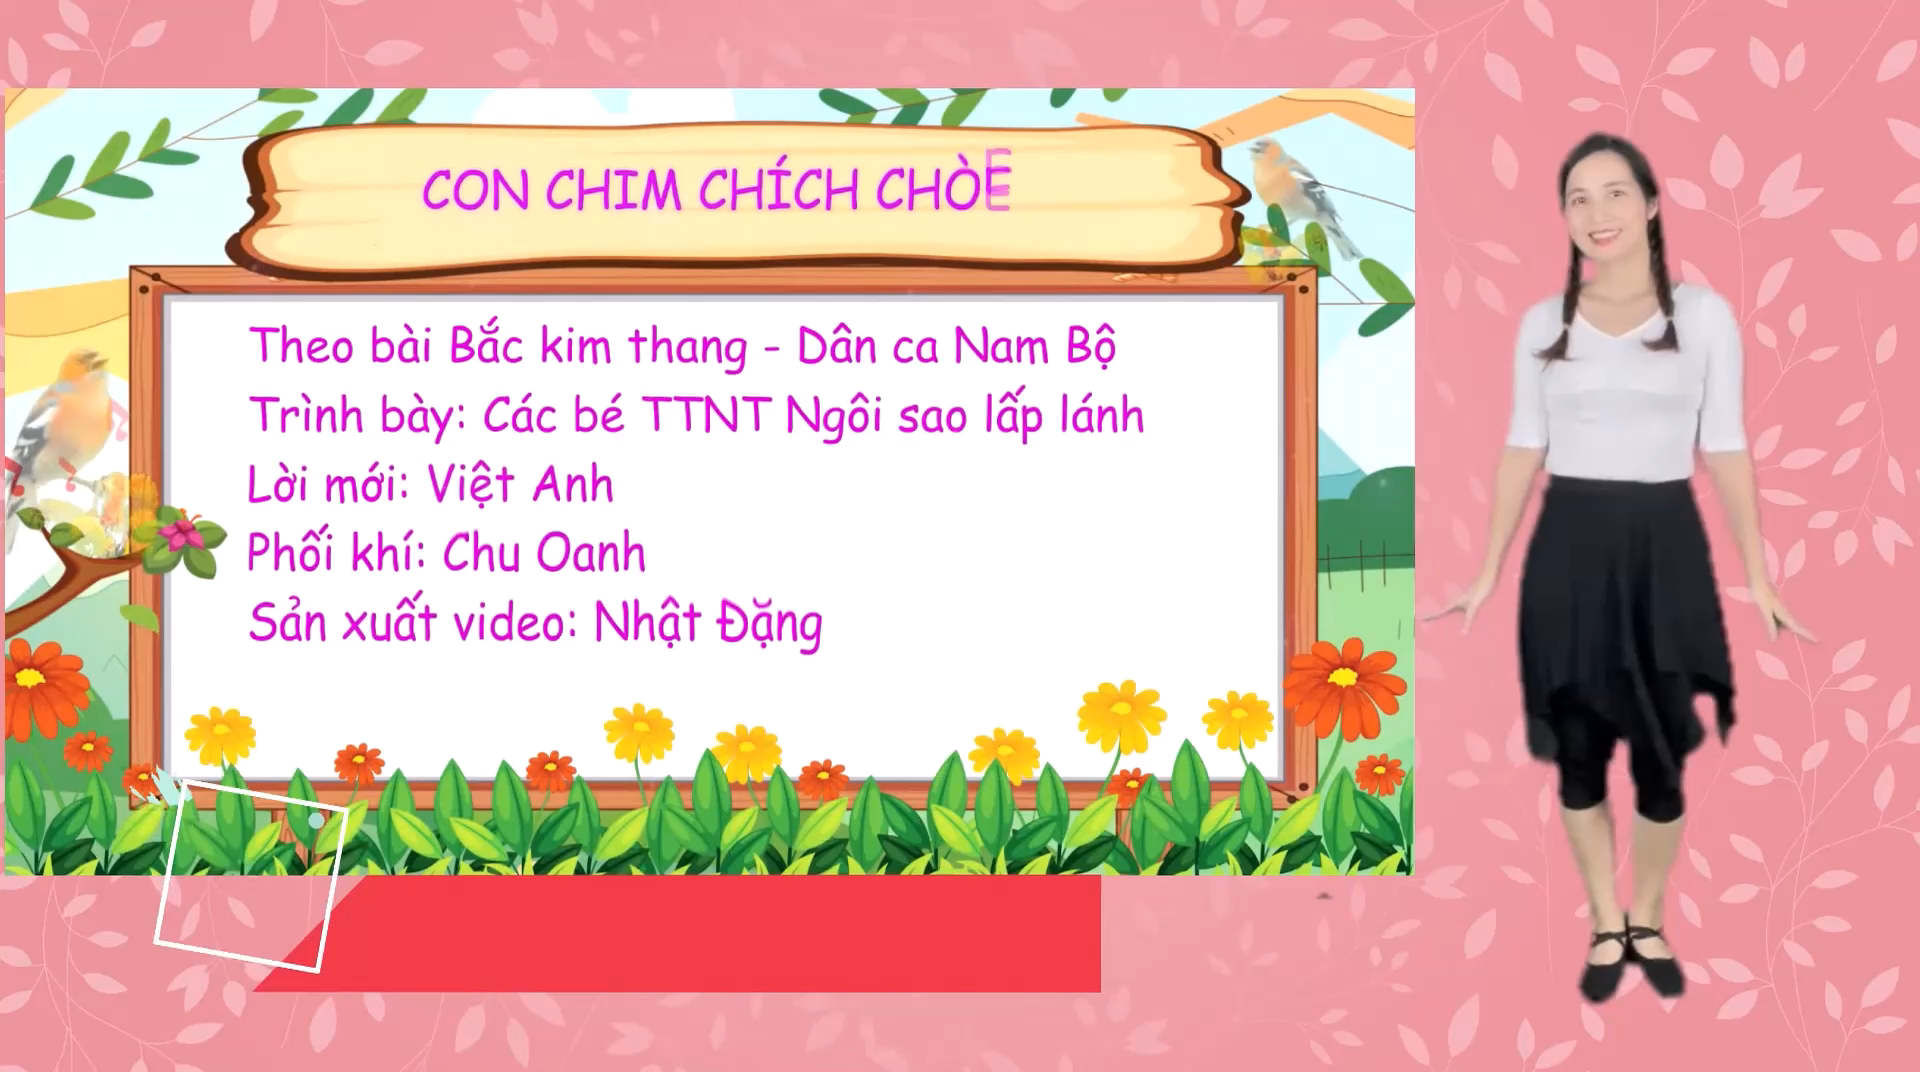 CON CHIM CHÍCH CHÒE
Theo bài Bắc kim thang - Dân ca Nam Bộ
Trình bày: Các bé TTNT Ngôi sao lấp lánh
Lời mới: Việt Anh
Phối khí: Chu Oanh
Sản xuất video: Nhật Đặng